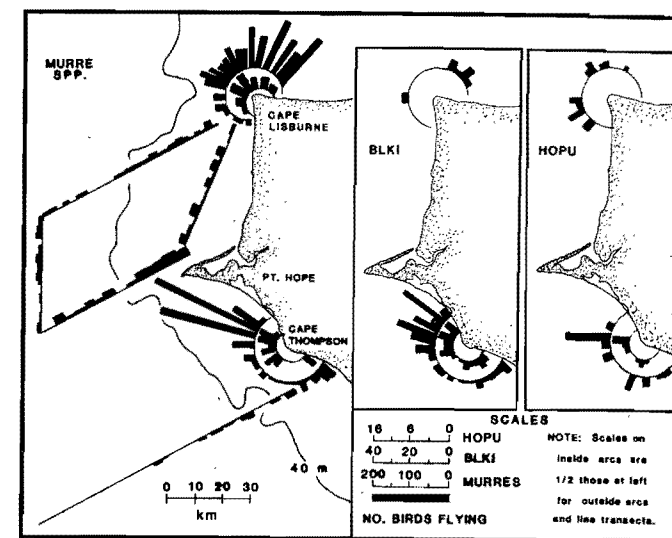 MURRE
SPP.
CAPE
LISBURNE
PT. HOPE
CAPE
THOMPSON
40 m
0 10 20 30
km
BLKI
HOPU
SCALES
16 6 0 HOPU
40 20 0 BLKI
200 100 0 MURRES
NO. BIRDS FLYING
NOTE: Scales on
inside arcs are
1/2 those at left
for outside arcs
and line transects.